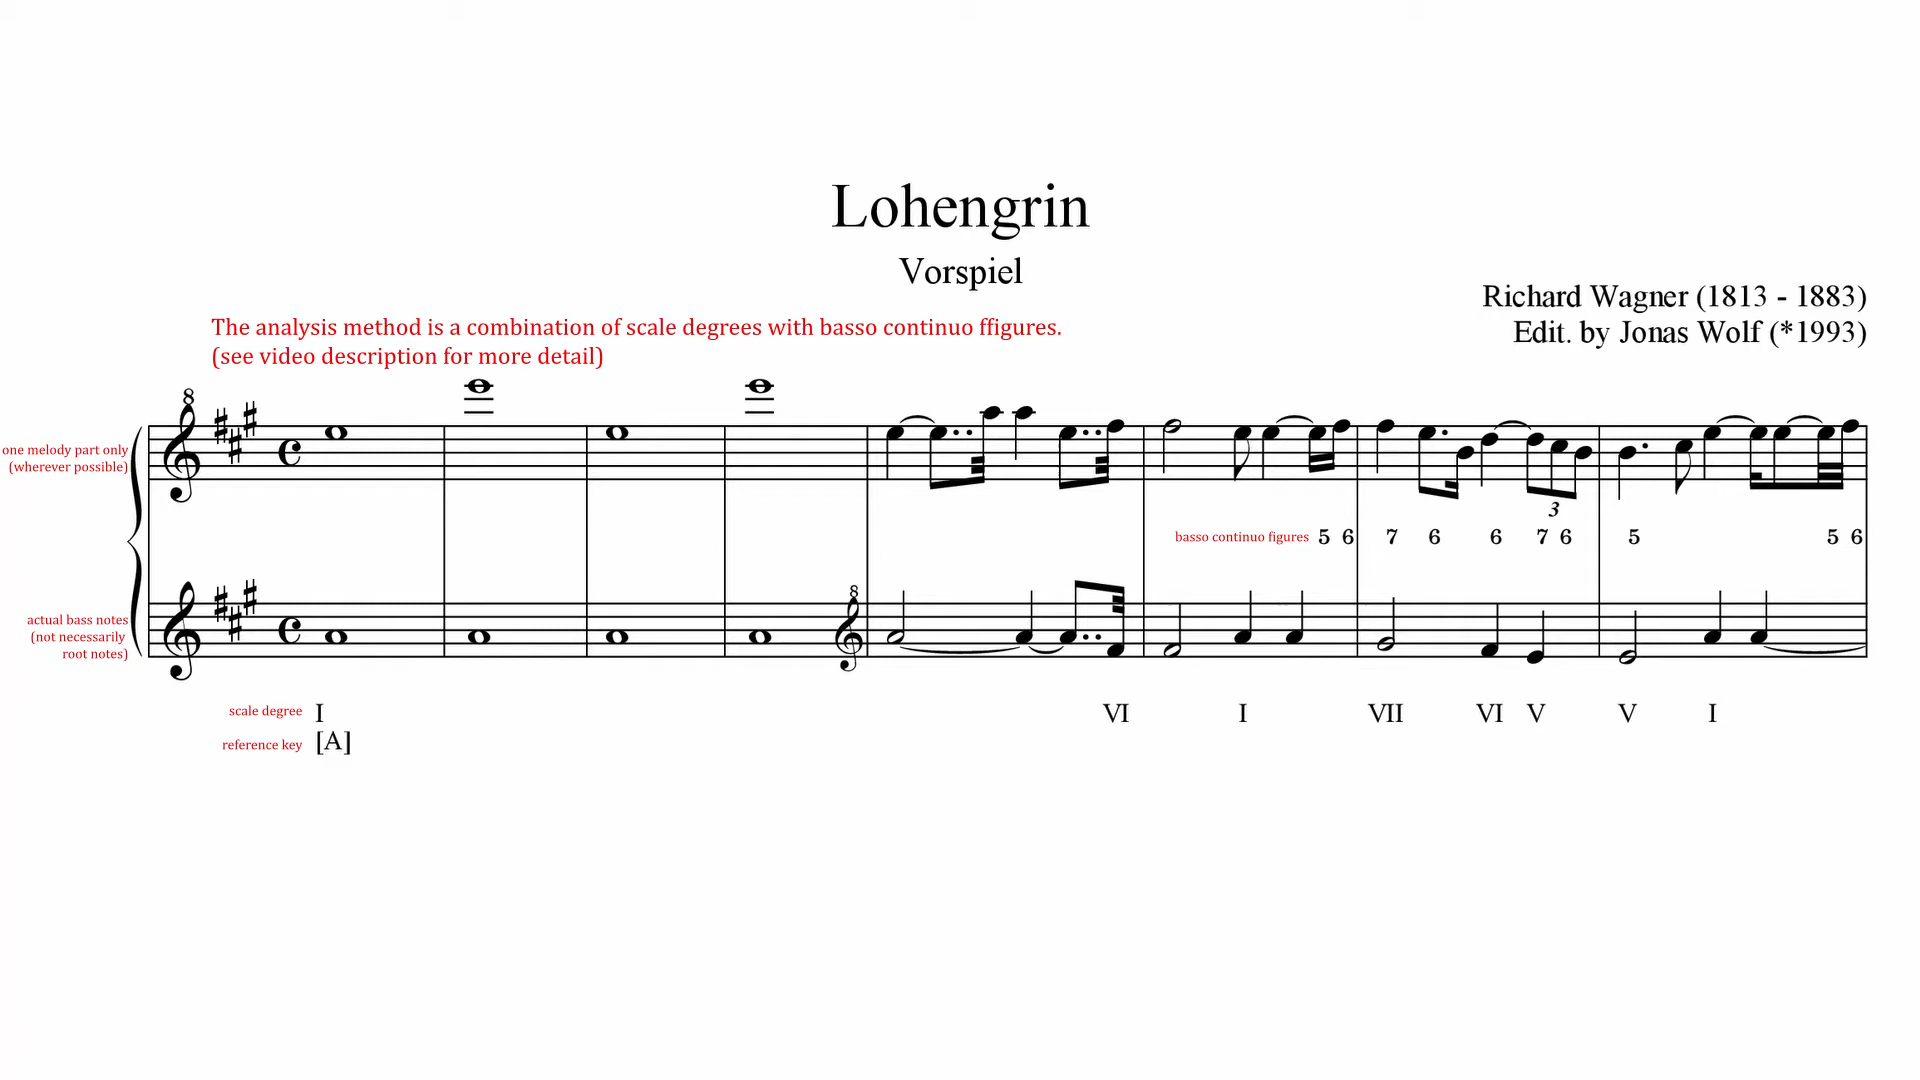 Lohengrin
Vorspiel
Richard Wagner (1813 - 1883)
Edit. by Jonas Wolf (*1993)
The analysis method is a combination of scale degrees with basso continuo ffigures.
(see video description for more detail)
8
one melody part only
(wherever possible)
3
basso continuo figures 5 6 7 6 6 7 6 5 5 6
8
actual bass notes
(not necessarily
root notes)
scale degree I VI I VII VI V V I
reference key [A]